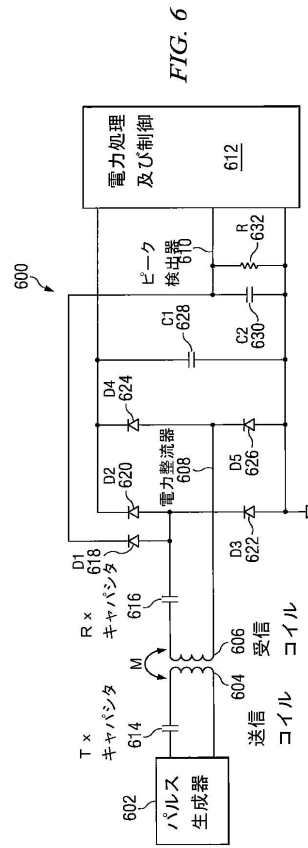 FIG. 6
600
パルス
生成器
602
T x
キャパシタ
614
M
604
送信
コイル
606
受信
コイル
R x
キャパシタ
616
D1
618
D2
620
D3
622
D4
624
D5
626
電力整流器
608
C1
628
C2
630
ピーク
検出器
610
R
632
電力処理
及び制御
612